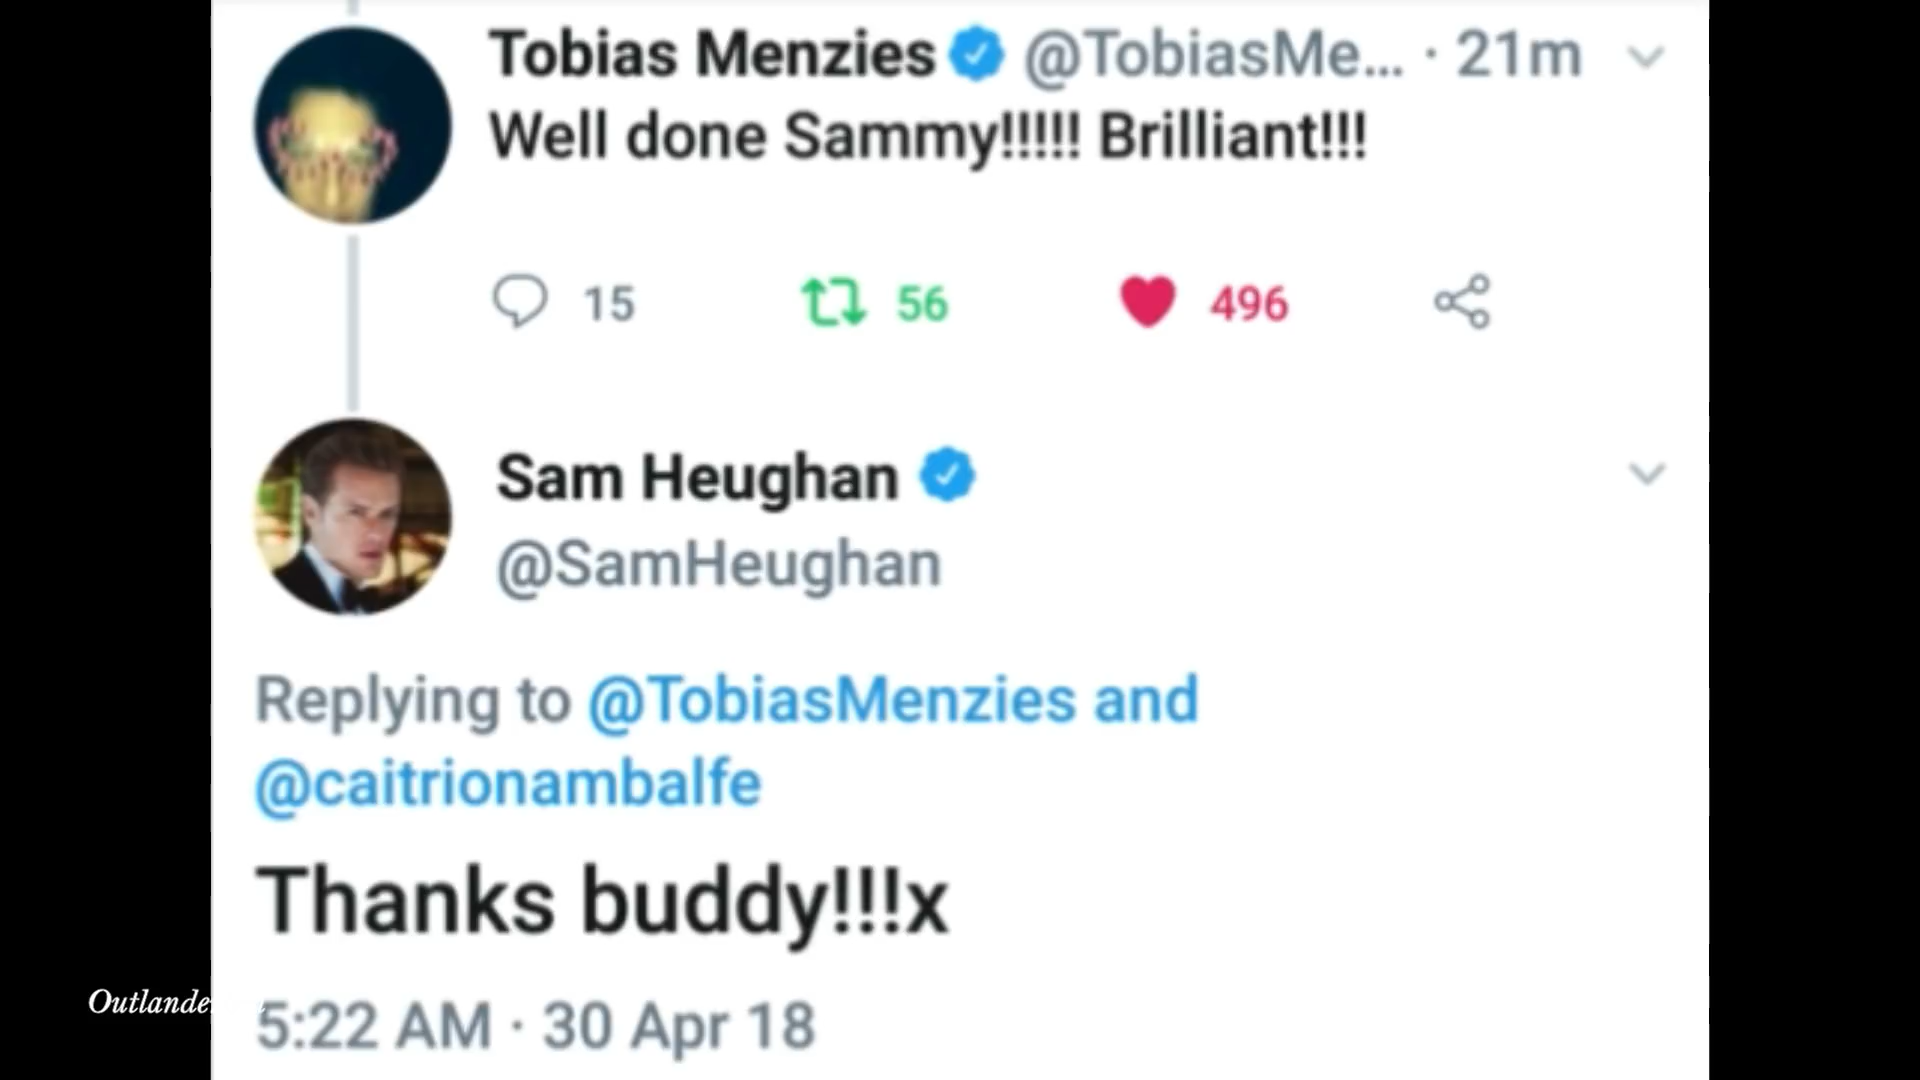 Tobias Menzies @TobiasMe... · 21m
Well done Sammy!!!!! Brilliant!!!
15 56 496
Sam Heughan
@SamHeughan
Replying to @TobiasMenzies and
@caitrionambalfe
Thanks buddy!!!x
5:22 AM · 30 Apr 18